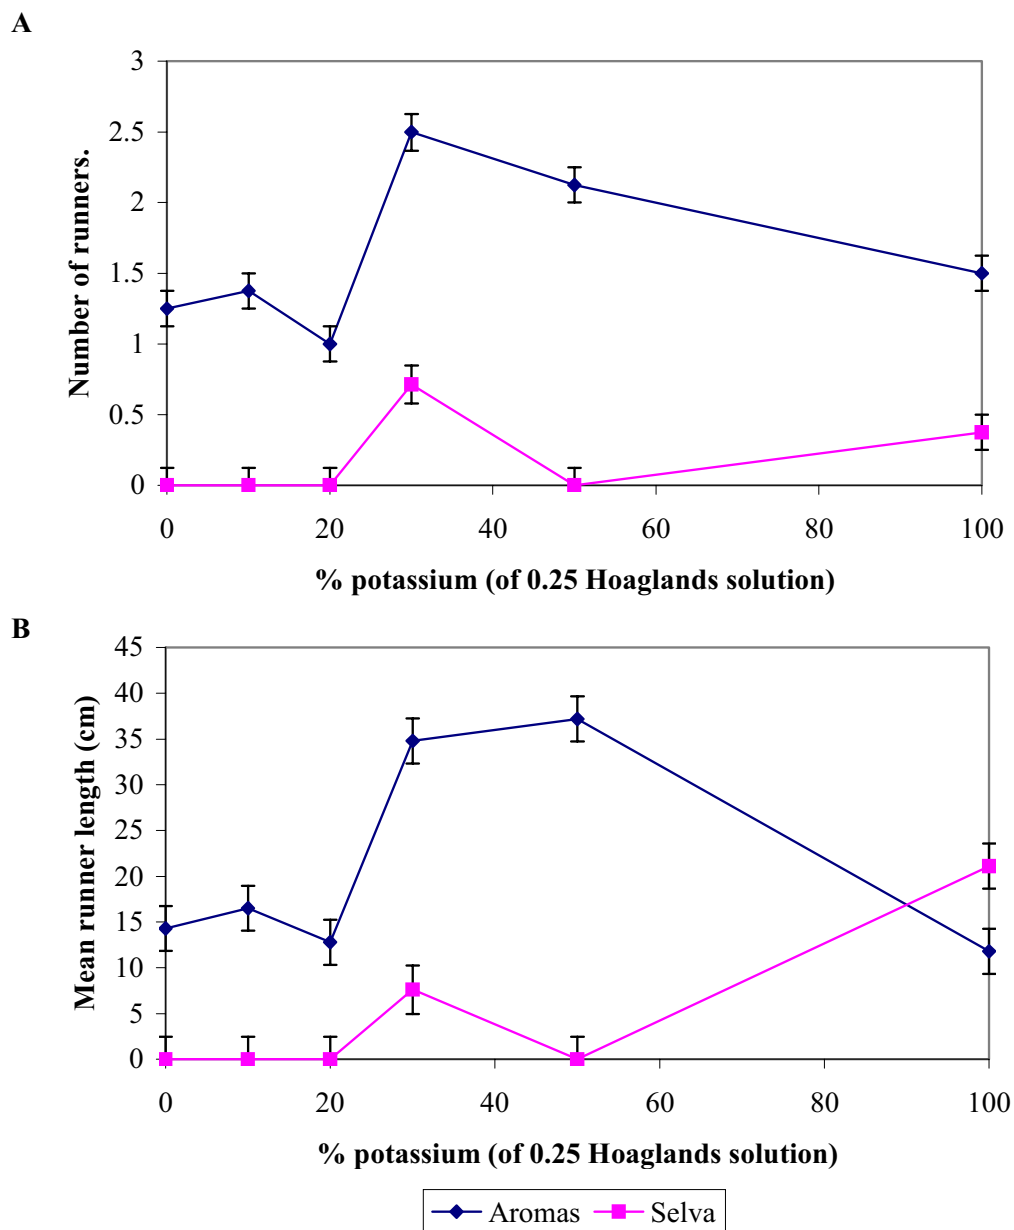 A
3
2.5
2
1.5
1
0.5
0
Number of runners.
0 20 40 60 80 100
% potassium (of 0.25 Hoaglands solution)
B
45
40
35
30
25
20
15
10
5
0
Mean runner length (cm)
0 20 40 60 80 100
% potassium (of 0.25 Hoaglands solution)
Aromas Selva